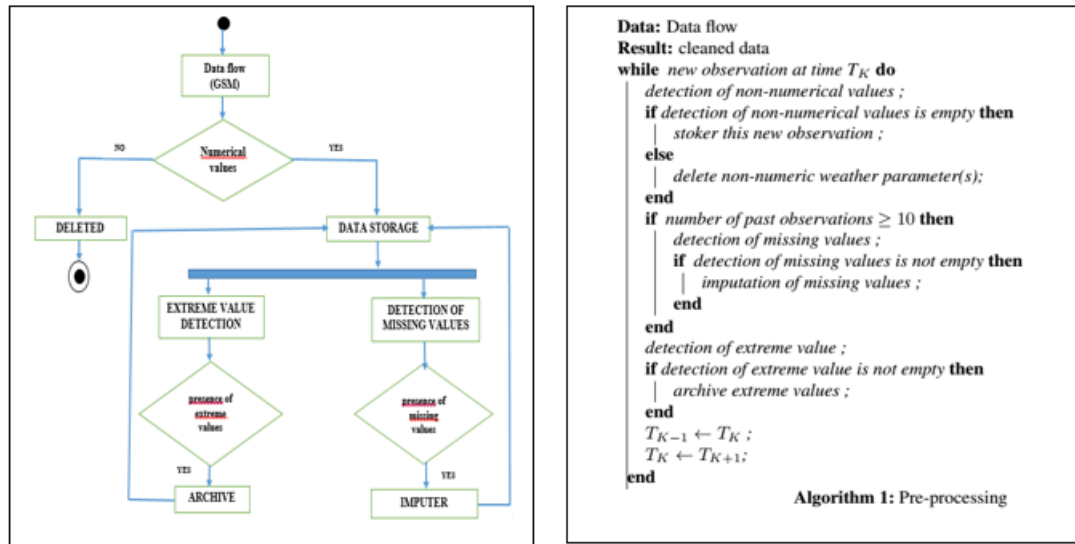 Data flow
(GSM)
Numerical
values
NO
YES
DELETED
DATA STORAGE
EXTREME VALUE
DETECTION
DETECTION OF
MISSING VALUES
presence of
extreme
values
presence of
missing
values
YES
YES
ARCHIVE
IMPUTER
Data: Data flow
Result: cleaned data
while new observation at time T_K do
detection of non-numerical values ;
if detection of non-numerical values is empty then
stoker this new observation ;
else
delete non-numeric weather parameter(s);
end
if number of past observations ≥ 10 then
detection of missing values ;
if detection of missing values is not empty then
imputation of missing values ;
end
end
detection of extreme value ;
if detection of extreme value is not empty then
archive extreme values ;
end
T_{K−1} ← T_K ;
T_K ← T_{K+1};
end
Algorithm 1: Pre-processing